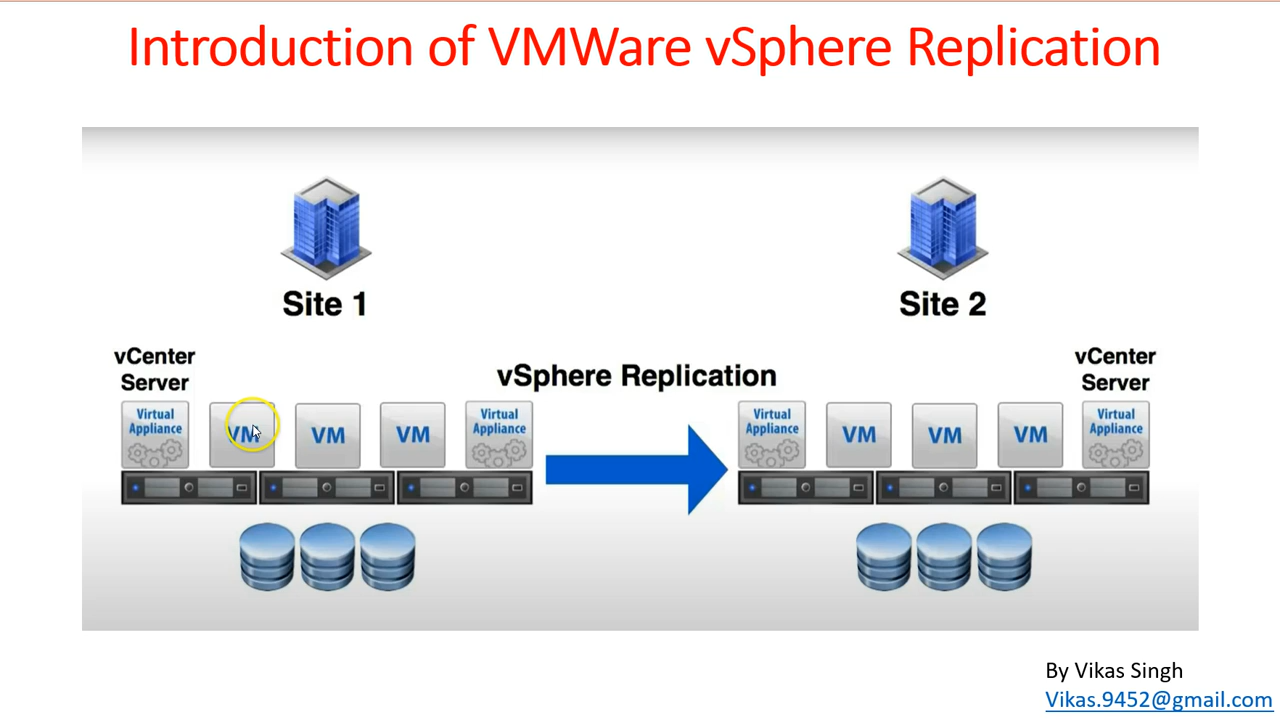 Introduction of VMWare vSphere Replication
Site 1
Site 2
vCenter
Server
vSphere Replication
vCenter
Server
Virtual
Appliance
VM
VM
VM
Virtual
Appliance
Virtual
Appliance
VM
VM
VM
Virtual
Appliance
By Vikas Singh
Vikas.9452@gmail.com